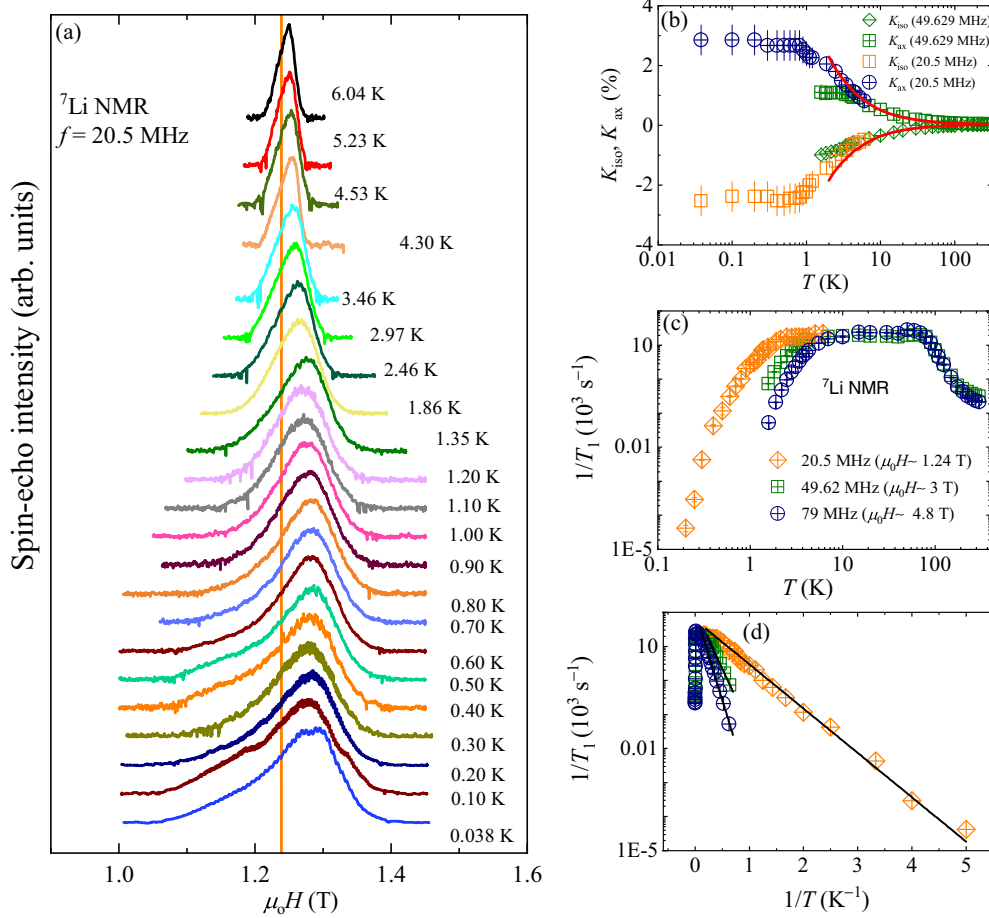 (a)
⁷Li NMR
f = 20.5 MHz
6.04 K
5.23 K
4.53 K
4.30 K
3.46 K
2.97 K
2.46 K
1.86 K
1.35 K
1.20 K
1.10 K
1.00 K
0.90 K
0.80 K
0.70 K
0.60 K
0.50 K
0.40 K
0.30 K
0.20 K
0.10 K
0.038 K
Spin-echo intensity (arb. units)
1.0 1.2 1.4 1.6
μₒH (T)
(b)
K_iso (49.629 MHz)
K_ax (49.629 MHz)
K_iso (20.5 MHz)
K_ax (20.5 MHz)
K_iso, K_ax (%)
4
2
0
-2
-4
0.01 0.1 1 10 100
T (K)
(c)
⁷Li NMR
20.5 MHz (μ₀H~ 1.24 T)
49.62 MHz (μ₀H~ 3 T)
79 MHz (μ₀H~ 4.8 T)
1/T₁ (10³ s⁻¹)
10
0.01
1E-5
0.1 1 10 100
T (K)
(d)
1/T₁ (10³ s⁻¹)
10
0.01
1E-5
0 1 2 3 4 5
1/T (K⁻¹)